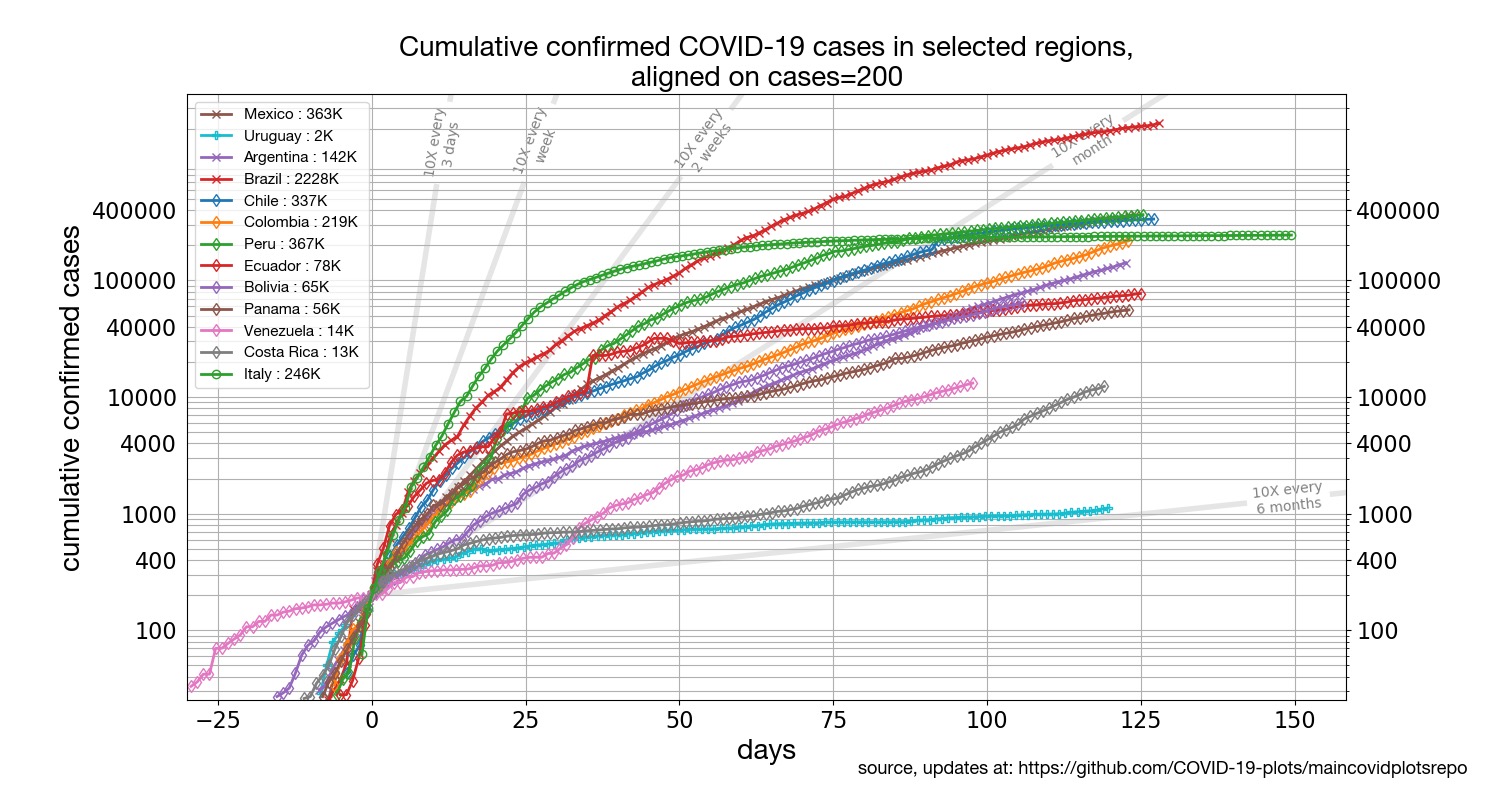 Cumulative confirmed COVID-19 cases in selected regions,
aligned on cases=200
10X every
3 days
10X every
week
10X every
2 weeks
10X every
month
10X every
6 months
Mexico : 363K
Uruguay : 2K
Argentina : 142K
Brazil : 2228K
Chile : 337K
Colombia : 219K
Peru : 367K
Ecuador : 78K
Bolivia : 65K
Panama : 56K
Venezuela : 14K
Costa Rica : 13K
Italy : 246K
cumulative confirmed cases
400000
100000
40000
10000
4000
1000
400
100
400000
100000
40000
10000
4000
1000
400
100
−25 0 25 50 75 100 125 150
days
source, updates at: https://github.com/COVID-19-plots/maincovidplotsrepo